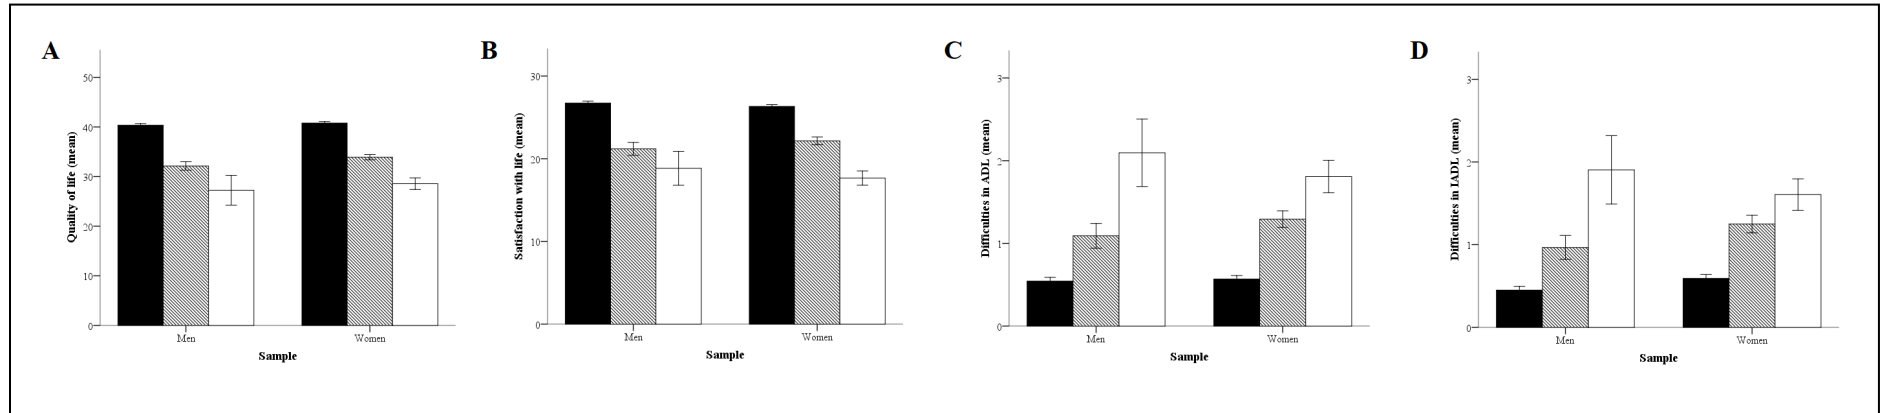 A
Quality of life (mean)
50
40
30
20
10
0
Men
Women
Sample
B
Satisfaction with life (mean)
30
20
10
0
Men
Women
Sample
C
Difficulties in ADL (mean)
3
2
1
0
Men
Women
Sample
D
Difficulties in IADL (mean)
3
2
1
0
Men
Women
Sample